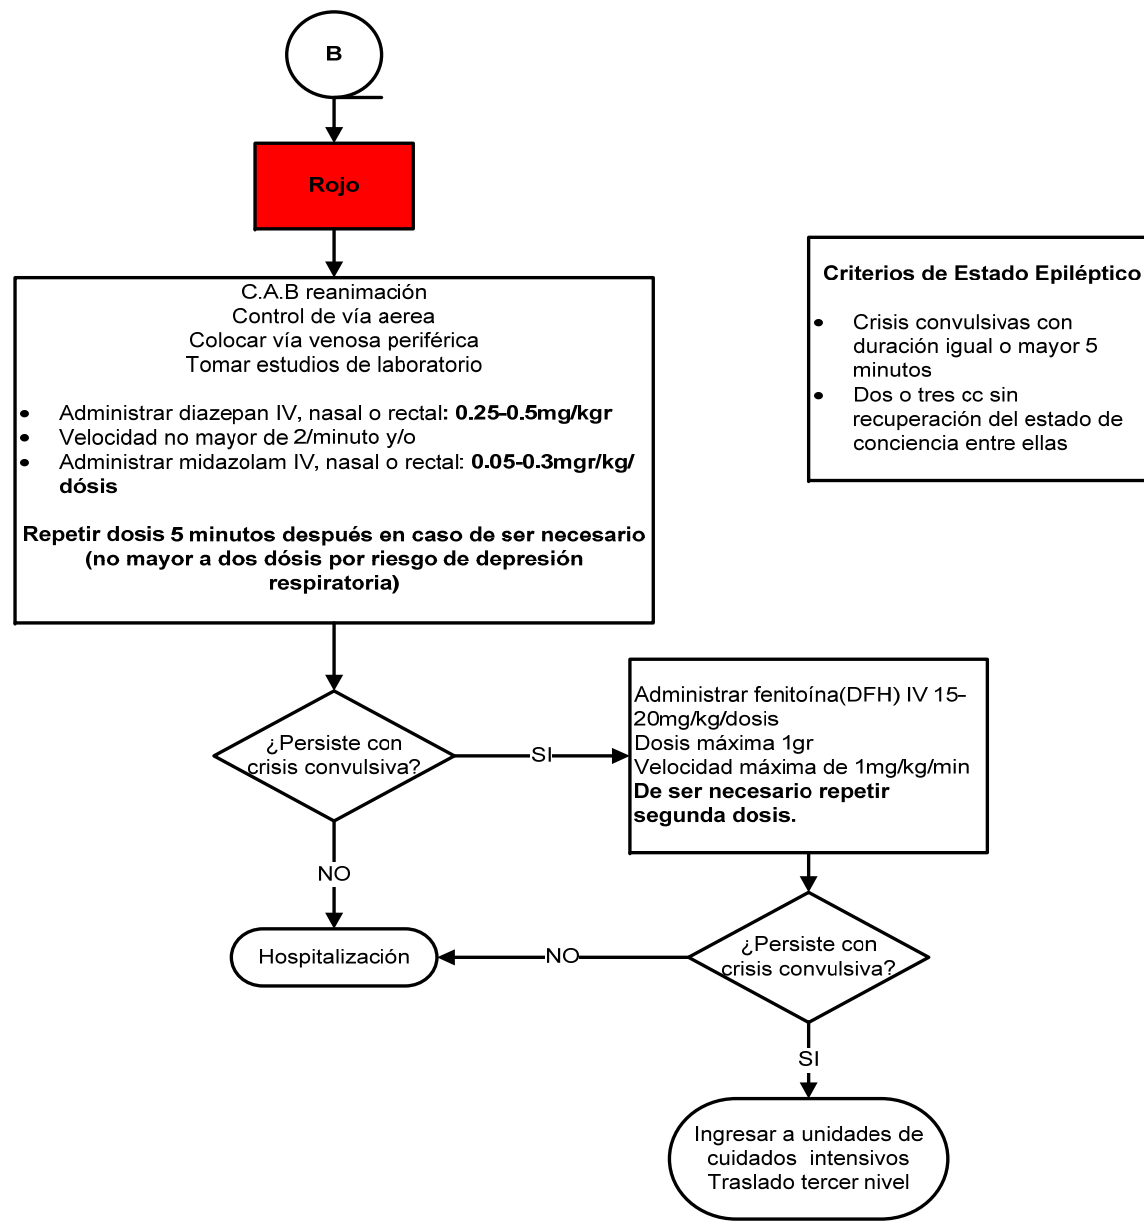 B
Rojo
C.A.B reanimación
Control de vía aerea
Colocar vía venosa periférica
Tomar estudios de laboratorio
• Administrar diazepan IV, nasal o rectal: 0.25-0.5mg/kgr
• Velocidad no mayor de 2/minuto y/o
• Administrar midazolam IV, nasal o rectal: 0.05-0.3mgr/kg/
dósis
Repetir dosis 5 minutos después en caso de ser necesario
(no mayor a dos dósis por riesgo de depresión
respiratoria)
Criterios de Estado Epiléptico
• Crisis convulsivas con
duración igual o mayor 5
minutos
• Dos o tres cc sin
recuperación del estado de
conciencia entre ellas
¿Persiste con
crisis convulsiva?
SI
Administrar fenitoína(DFH) IV 15-
20mg/kg/dosis
Dosis máxima 1gr
Velocidad máxima de 1mg/kg/min
De ser necesario repetir
segunda dosis.
NO
Hospitalización
NO
¿Persiste con
crisis convulsiva?
SI
Ingresar a unidades de
cuidados intensivos
Traslado tercer nivel